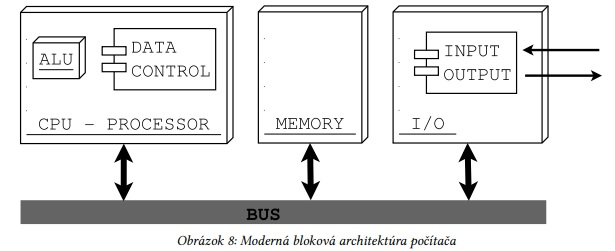 ALU
DATA
CONTROL
CPU - PROCESSOR
MEMORY
INPUT
OUTPUT
I/O
BUS
Obrázok 8: Moderná bloková architektúra počítača